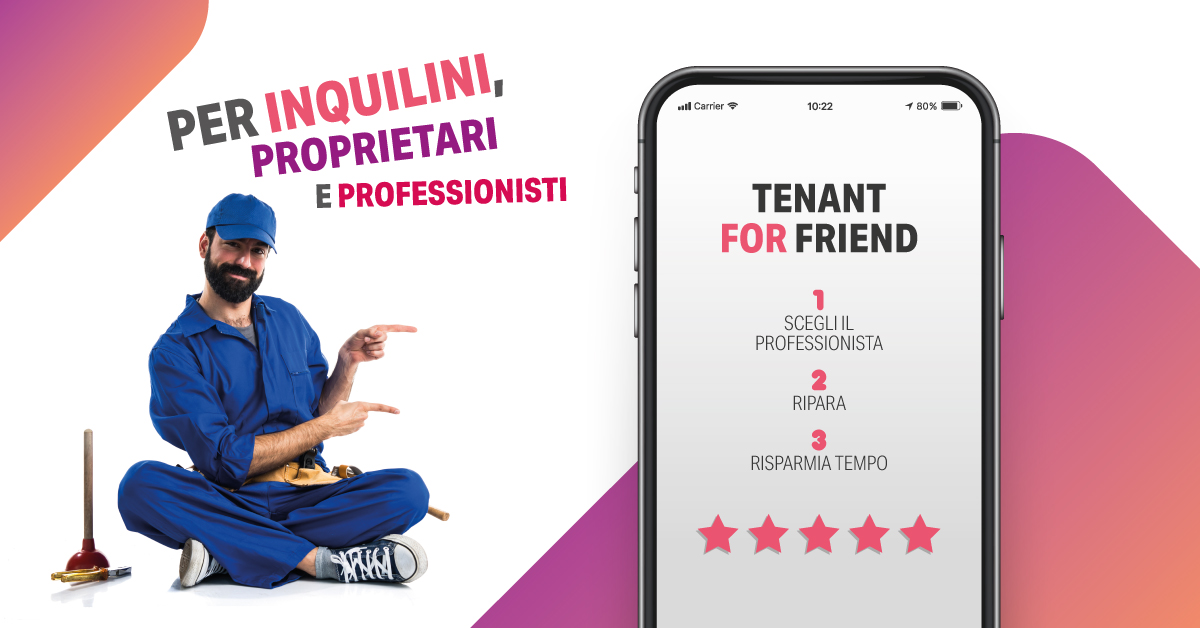 PER INQUILINI,
PROPRIETARI
E PROFESSIONISTI
Carrier 10:22 80%
TENANT
FOR FRIEND
1
SCEGLI IL
PROFESSIONISTA
2
RIPARA
3
RISPARMIA TEMPO